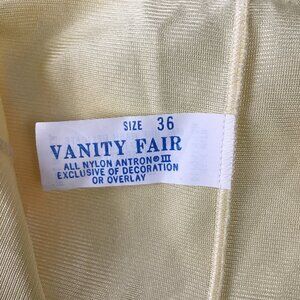 SIZE 36
VANITY FAIR
ALL NYLON ANTRON® III
EXCLUSIVE OF DECORATION
OR OVERLAY